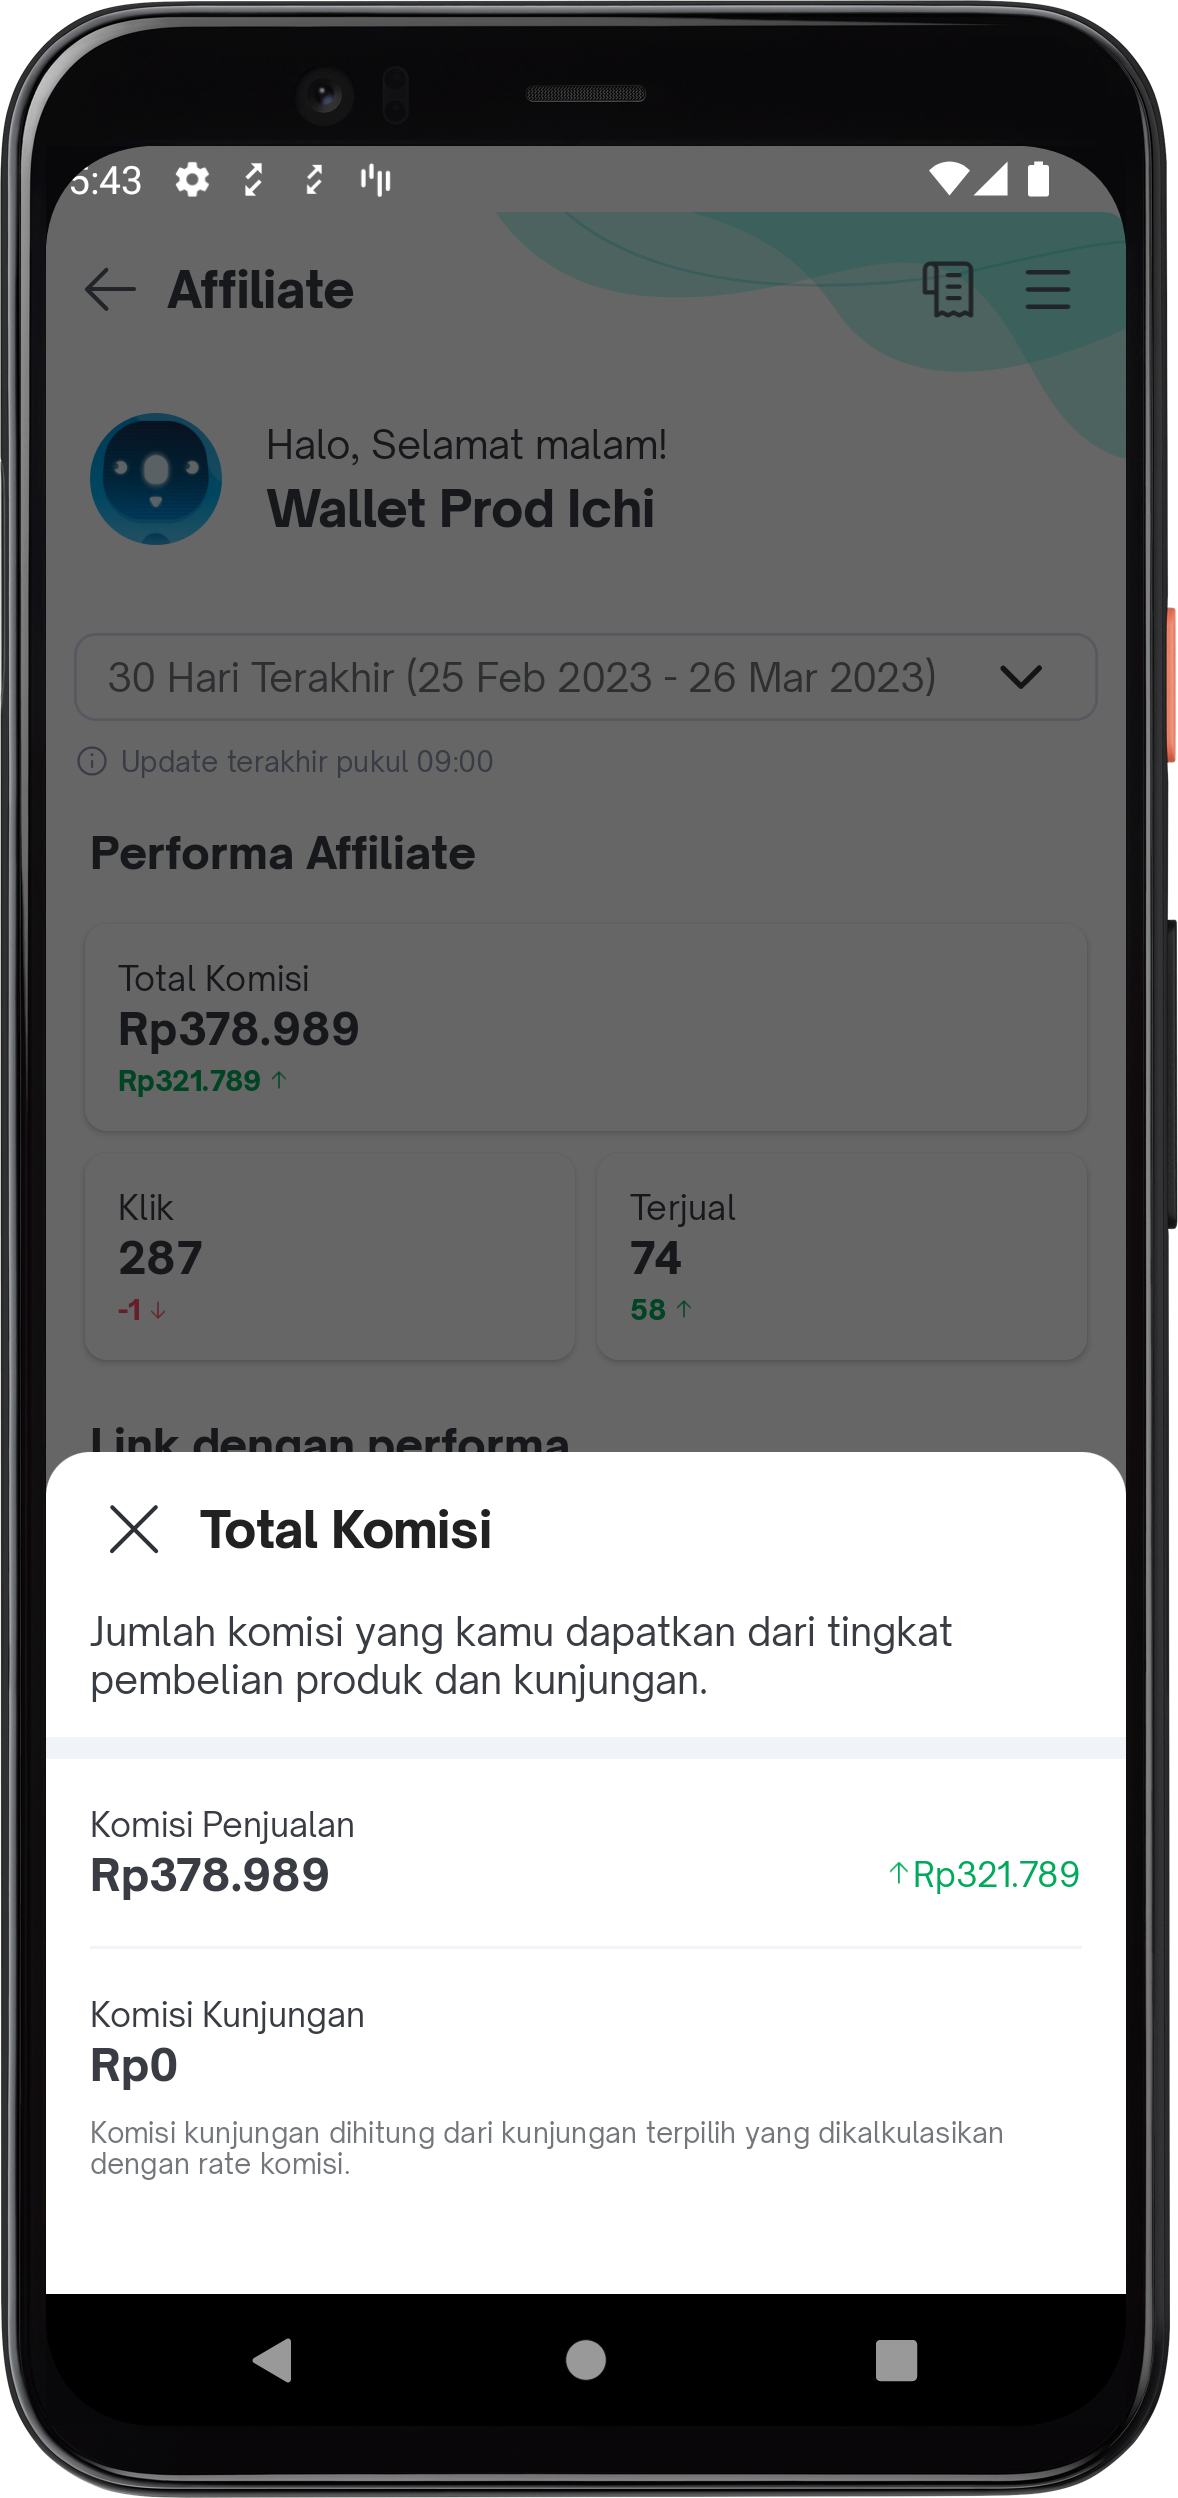 5:43
Affiliate
Halo, Selamat malam!
Wallet Prod Ichi
30 Hari Terakhir (25 Feb 2023 - 26 Mar 2023)
Update terakhir pukul 09:00
Performa Affiliate
Total Komisi
Rp378.989
Rp321.789 ↑
Klik
287
-1 ↓
Terjual
74
58 ↑
Link dengan performa
Total Komisi
Jumlah komisi yang kamu dapatkan dari tingkat
pembelian produk dan kunjungan.
Komisi Penjualan
Rp378.989
↑Rp321.789
Komisi Kunjungan
Rp0
Komisi kunjungan dihitung dari kunjungan terpilih yang dikalkulasikan
dengan rate komisi.